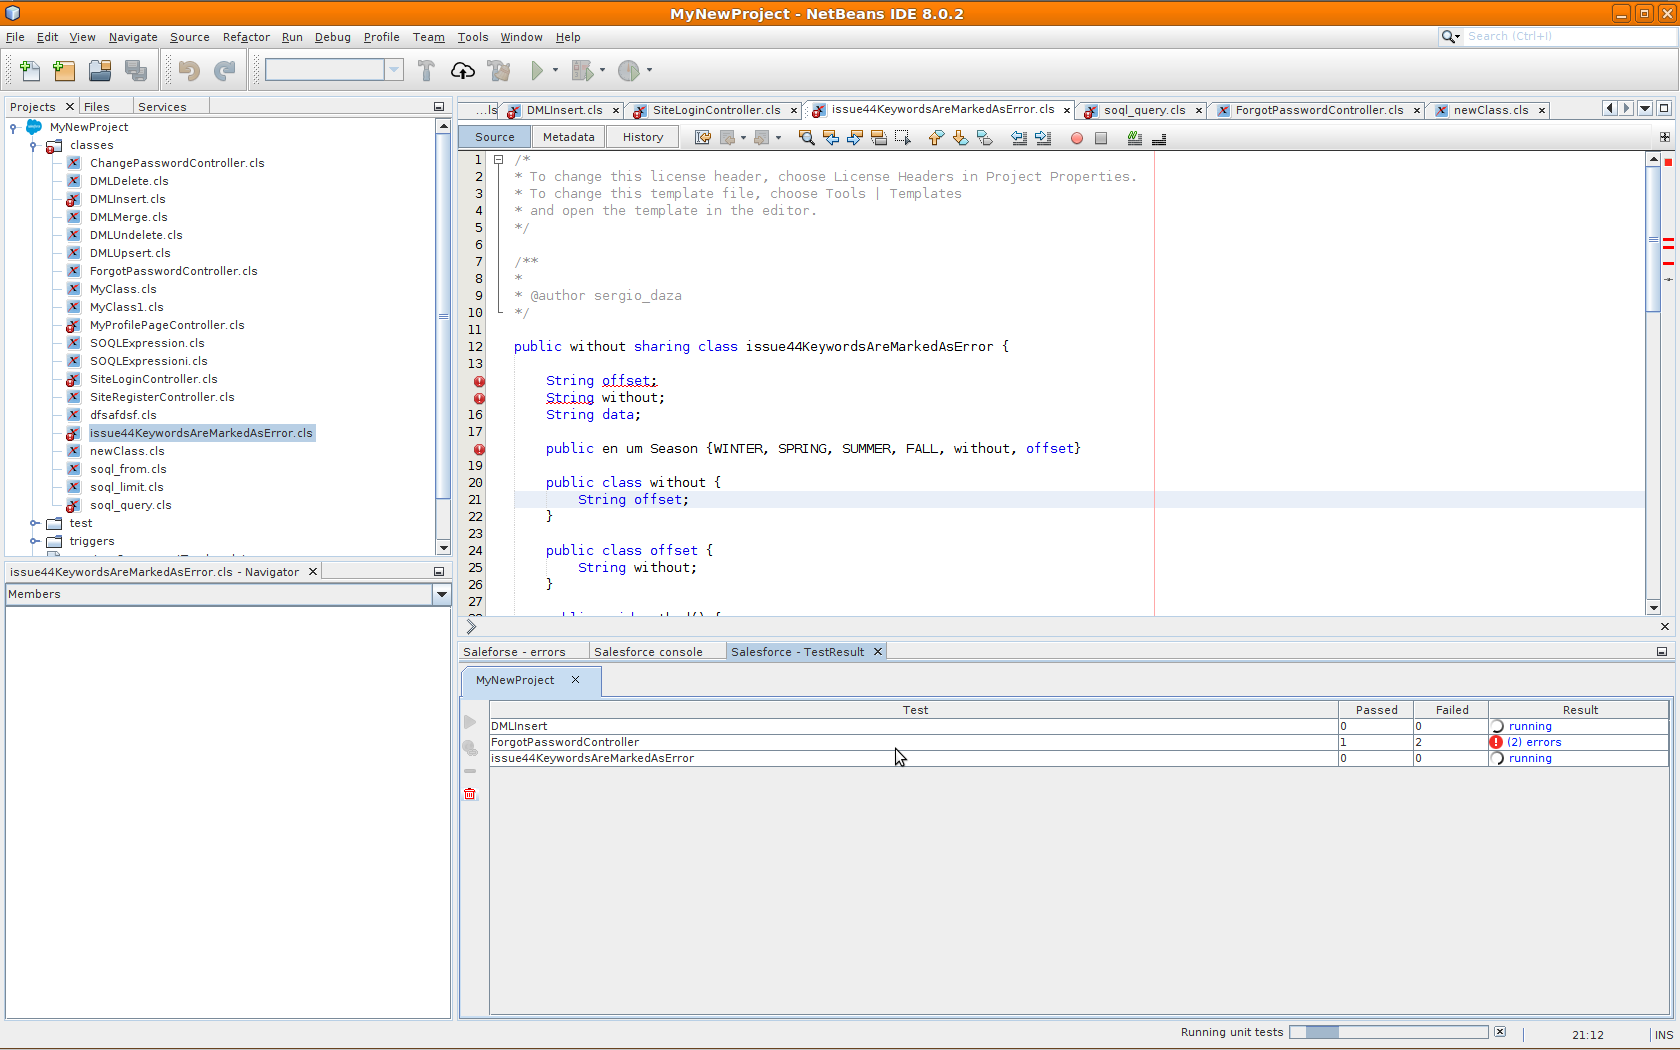 MyNewProject - NetBeans IDE 8.0.2
File Edit View Navigate Source Refactor Run Debug Profile Team Tools Window Help
Search (Ctrl+I)
Projects Files Services
MyNewProject
classes
ChangePasswordController.cls
DMLDelete.cls
DMLInsert.cls
DMLMerge.cls
DMLUndelete.cls
DMLUpsert.cls
ForgotPasswordController.cls
MyClass.cls
MyClass1.cls
MyProfilePageController.cls
SOQLExpression.cls
SOQLExpressioni.cls
SiteLoginController.cls
SiteRegisterController.cls
dfsafdsf.cls
issue44KeywordsAreMarkedAsError.cls
newClass.cls
soql_from.cls
soql_limit.cls
soql_query.cls
test
triggers
issue44KeywordsAreMarkedAsError.cls - Navigator
Members
...ls DMLInsert.cls SiteLoginController.cls issue44KeywordsAreMarkedAsError.cls soql_query.cls ForgotPasswordController.cls newClass.cls
Source Metadata History
1 /*
2 * To change this license header, choose License Headers in Project Properties.
3 * To change this template file, choose Tools | Templates
4 * and open the template in the editor.
5 */
6
7 /**
8 *
9 * @author sergio_daza
10 */
11
12 public without sharing class issue44KeywordsAreMarkedAsError {
13
String offset;
String without;
16 String data;
17
public en um Season {WINTER, SPRING, SUMMER, FALL, without, offset}
19
20 public class without {
21 String offset;
22 }
23
24 public class offset {
25 String without;
26 }
27
Saleforse - errors Salesforce console Salesforce - TestResult
MyNewProject
Test Passed Failed Result
DMLInsert 0 0 running
ForgotPasswordController 1 2 (2) errors
issue44KeywordsAreMarkedAsError 0 0 running
Running unit tests 21:12 INS